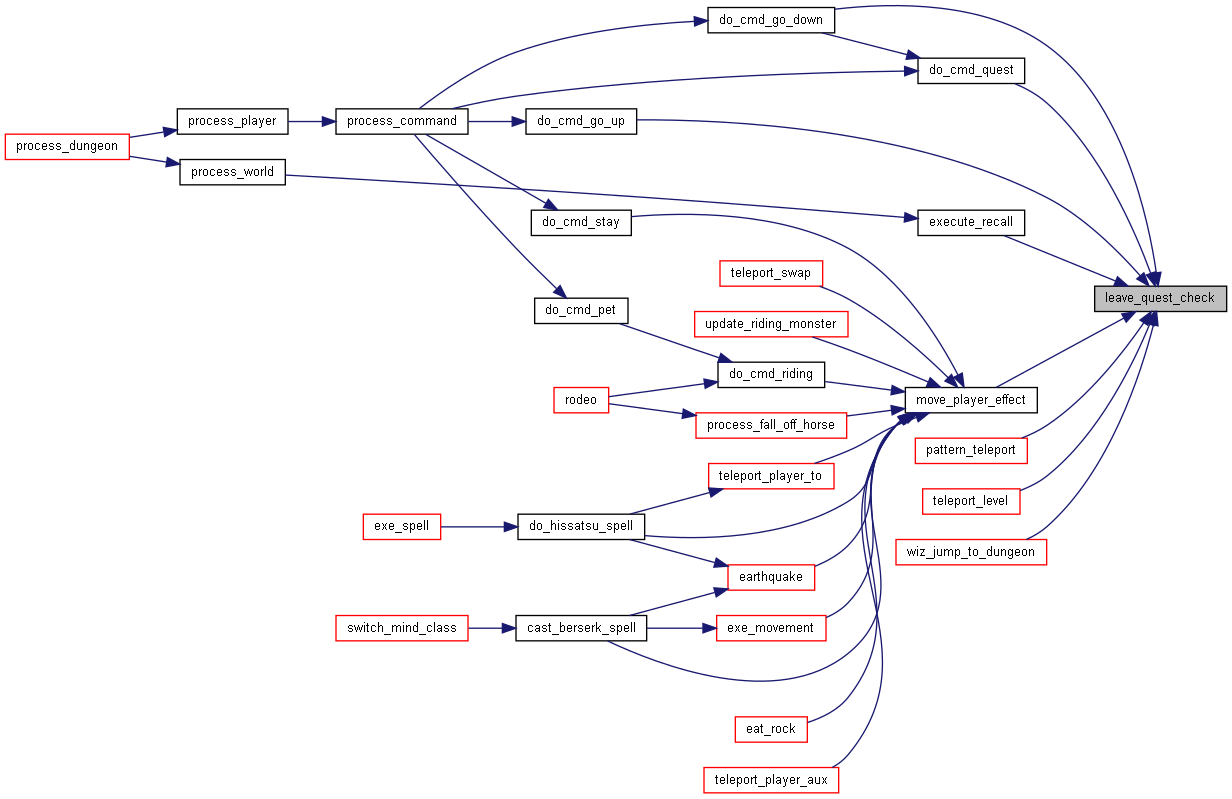 do_cmd_go_down
do_cmd_quest
process_player
process_command
do_cmd_go_up
process_dungeon
process_world
do_cmd_stay
execute_recall
teleport_swap
leave_quest_check
do_cmd_pet
update_riding_monster
do_cmd_riding
rodeo
move_player_effect
process_fall_off_horse
pattern_teleport
teleport_player_to
teleport_level
exe_spell
do_hissatsu_spell
wiz_jump_to_dungeon
earthquake
switch_mind_class
cast_berserk_spell
exe_movement
eat_rock
teleport_player_aux